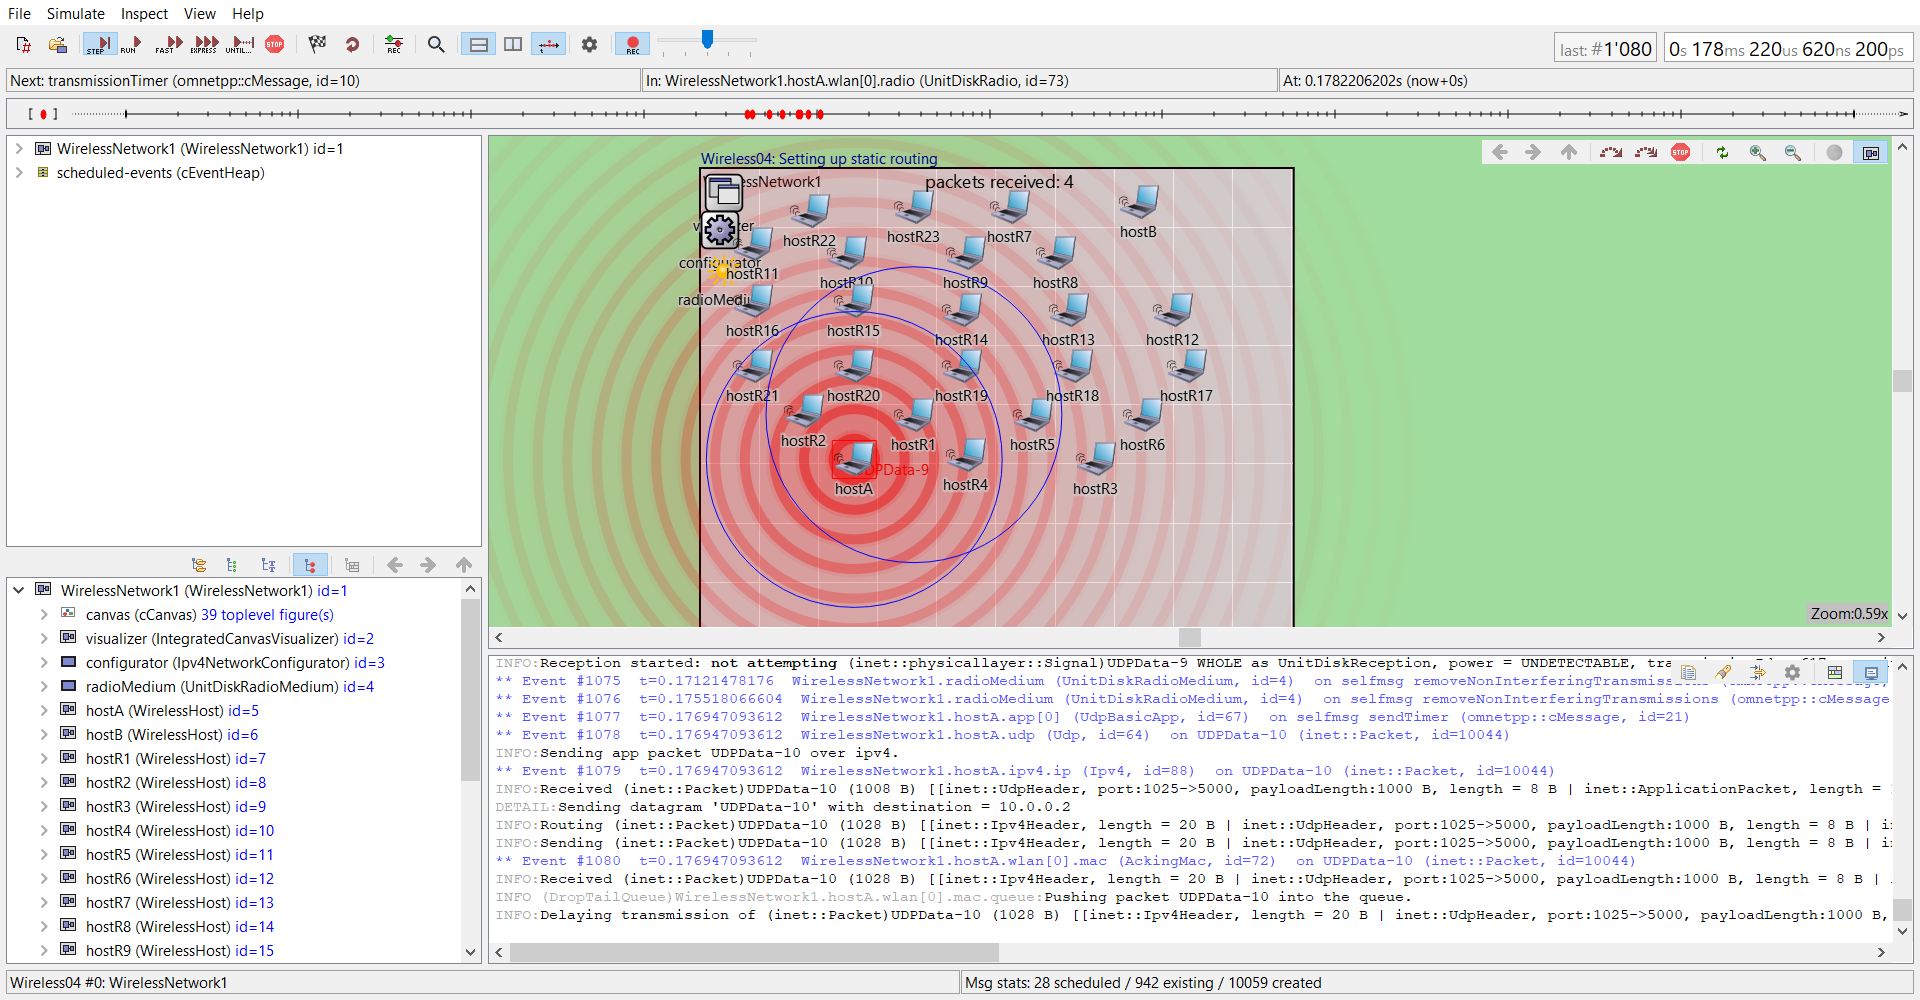 File Simulate Inspect View Help
STEP RUN FAST EXPRESS UNTIL... STOP REC REC
last: #1'080 0s 178ms 220us 620ns 200ps
Next: transmissionTimer (omnetpp::cMessage, id=10) In: WirelessNetwork1.hostA.wlan[0].radio (UnitDiskRadio, id=73) At: 0.1782206202s (now+0s)
WirelessNetwork1 (WirelessNetwork1) id=1
scheduled-events (cEventHeap)
WirelessNetwork1 (WirelessNetwork1) id=1
canvas (cCanvas) 39 toplevel figure(s)
visualizer (IntegratedCanvasVisualizer) id=2
configurator (Ipv4NetworkConfigurator) id=3
radioMedium (UnitDiskRadioMedium) id=4
hostA (WirelessHost) id=5
hostB (WirelessHost) id=6
hostR1 (WirelessHost) id=7
hostR2 (WirelessHost) id=8
hostR3 (WirelessHost) id=9
hostR4 (WirelessHost) id=10
hostR5 (WirelessHost) id=11
hostR6 (WirelessHost) id=12
hostR7 (WirelessHost) id=13
hostR8 (WirelessHost) id=14
hostR9 (WirelessHost) id=15
Wireless04: Setting up static routing
STOP
packets received: 4
hostR22 hostR23 hostR7 hostB
configurator
hostR11 hostR10 hostR9 hostR8
hostR16 hostR15 hostR14 hostR13 hostR12
hostR21 hostR20 hostR19 hostR18 hostR17
hostR2 hostR1 hostR5 hostR6
UDPData-9
hostA hostR4 hostR3
Zoom:0.59x
INFO:Reception started: not attempting (inet::physicallayer::Signal)UDPData-9 WHOLE as UnitDiskReception, power = UNDETECTABLE,
** Event #1075 t=0.17121478176 WirelessNetwork1.radioMedium (UnitDiskRadioMedium, id=4) on selfmsg removeNonInterferingTransmissions
** Event #1076 t=0.175518066604 WirelessNetwork1.radioMedium (UnitDiskRadioMedium, id=4) on selfmsg removeNonInterferingTransmissions (omnetpp::cMessage
** Event #1077 t=0.176947093612 WirelessNetwork1.hostA.app[0] (UdpBasicApp, id=67) on selfmsg sendTimer (omnetpp::cMessage, id=21)
** Event #1078 t=0.176947093612 WirelessNetwork1.hostA.udp (Udp, id=64) on UDPData-10 (inet::Packet, id=10044)
INFO:Sending app packet UDPData-10 over ipv4.
** Event #1079 t=0.176947093612 WirelessNetwork1.hostA.ipv4.ip (Ipv4, id=88) on UDPData-10 (inet::Packet, id=10044)
INFO:Received (inet::Packet)UDPData-10 (1008 B) [[inet::UdpHeader, port:1025->5000, payloadLength:1000 B, length = 8 B | inet::ApplicationPacket, length =
DETAIL:Sending datagram 'UDPData-10' with destination = 10.0.0.2
INFO:Routing (inet::Packet)UDPData-10 (1028 B) [[inet::Ipv4Header, length = 20 B | inet::UdpHeader, port:1025->5000, payloadLength:1000 B, length = 8 B |
INFO:Sending (inet::Packet)UDPData-10 (1028 B) [[inet::Ipv4Header, length = 20 B | inet::UdpHeader, port:1025->5000, payloadLength:1000 B, length = 8 B |
** Event #1080 t=0.176947093612 WirelessNetwork1.hostA.wlan[0].mac (AckingMac, id=72) on UDPData-10 (inet::Packet, id=10044)
INFO:Received (inet::Packet)UDPData-10 (1028 B) [[inet::Ipv4Header, length = 20 B | inet::UdpHeader, port:1025->5000, payloadLength:1000 B, length = 8 B |
INFO (DropTailQueue)WirelessNetwork1.hostA.wlan[0].mac.queue:Pushing packet UDPData-10 into the queue.
INFO:Delaying transmission of (inet::Packet)UDPData-10 (1028 B) [[inet::Ipv4Header, length = 20 B | inet::UdpHeader, port:1025->5000, payloadLength:1000 B,
Wireless04 #0: WirelessNetwork1 Msg stats: 28 scheduled / 942 existing / 10059 created